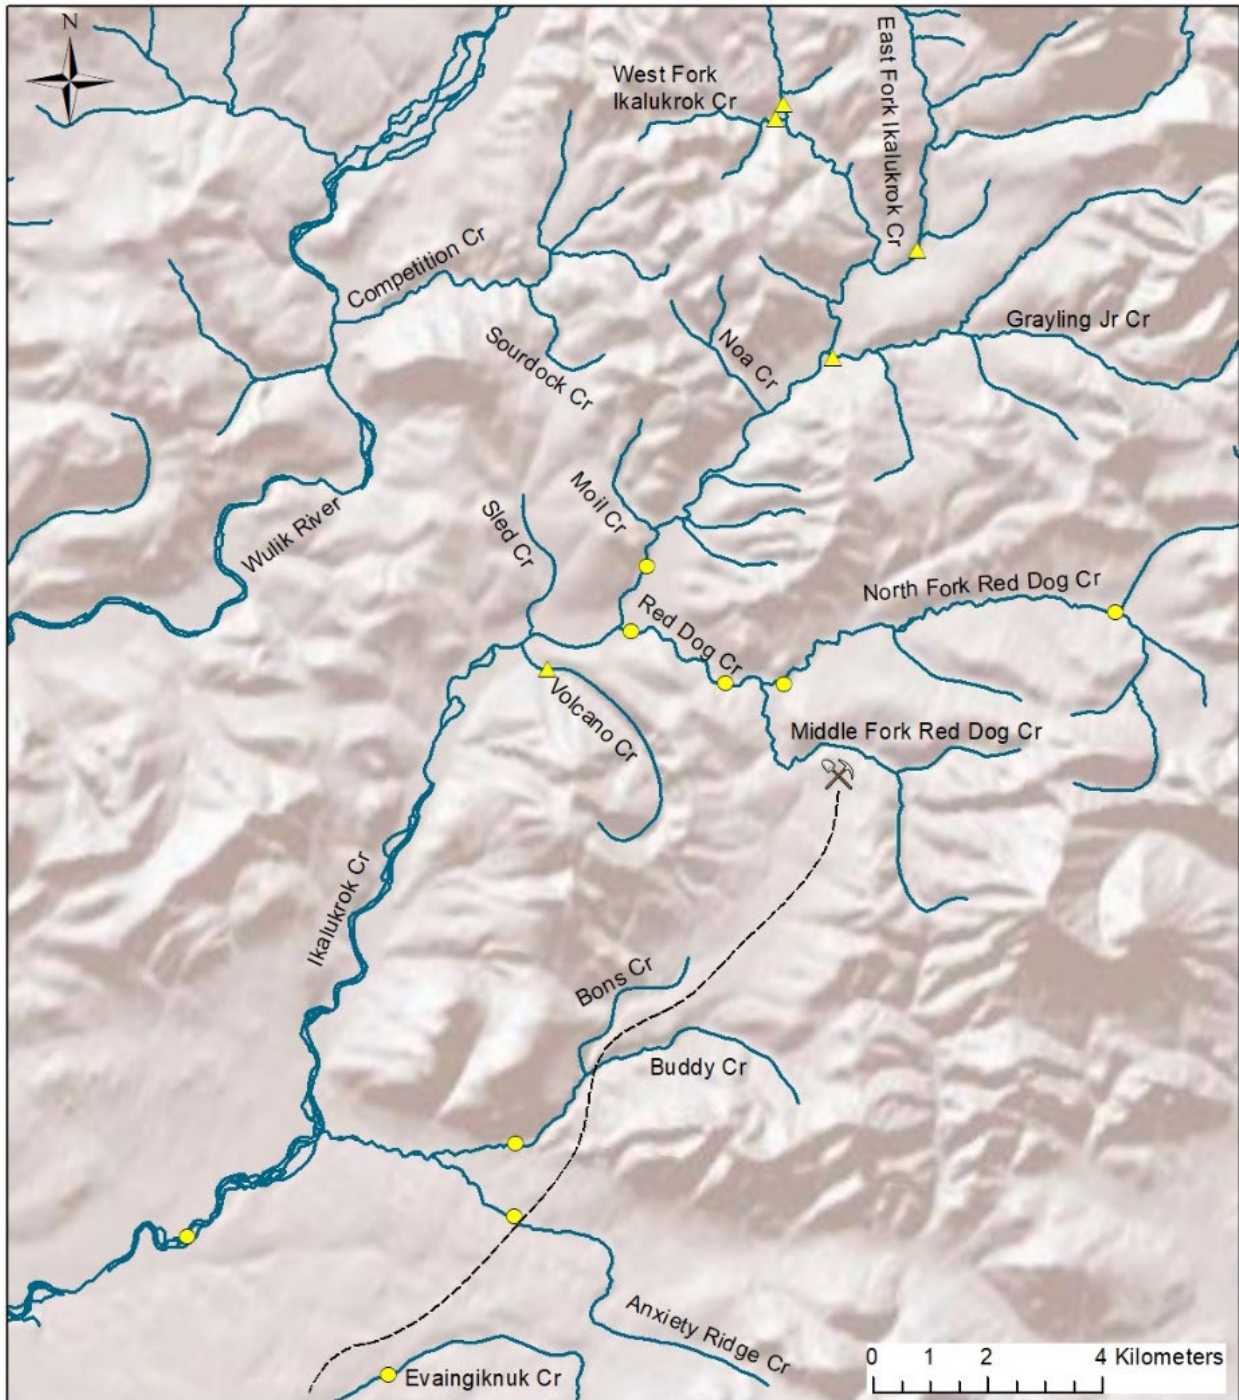 N
West Fork
Ikalukrok Cr
East Fork Ikalukrok Cr
Competition Cr
Grayling Jr Cr
Noa Cr
Sourdock Cr
Moil Cr
Sled Cr
Wulik River
North Fork Red Dog Cr
Red Dog Cr
Volcano Cr
Middle Fork Red Dog Cr
Ikalukrok Cr
Bons Cr
Buddy Cr
Anxiety Ridge Cr
Evaingiknuk Cr
0 1 2 4 Kilometers